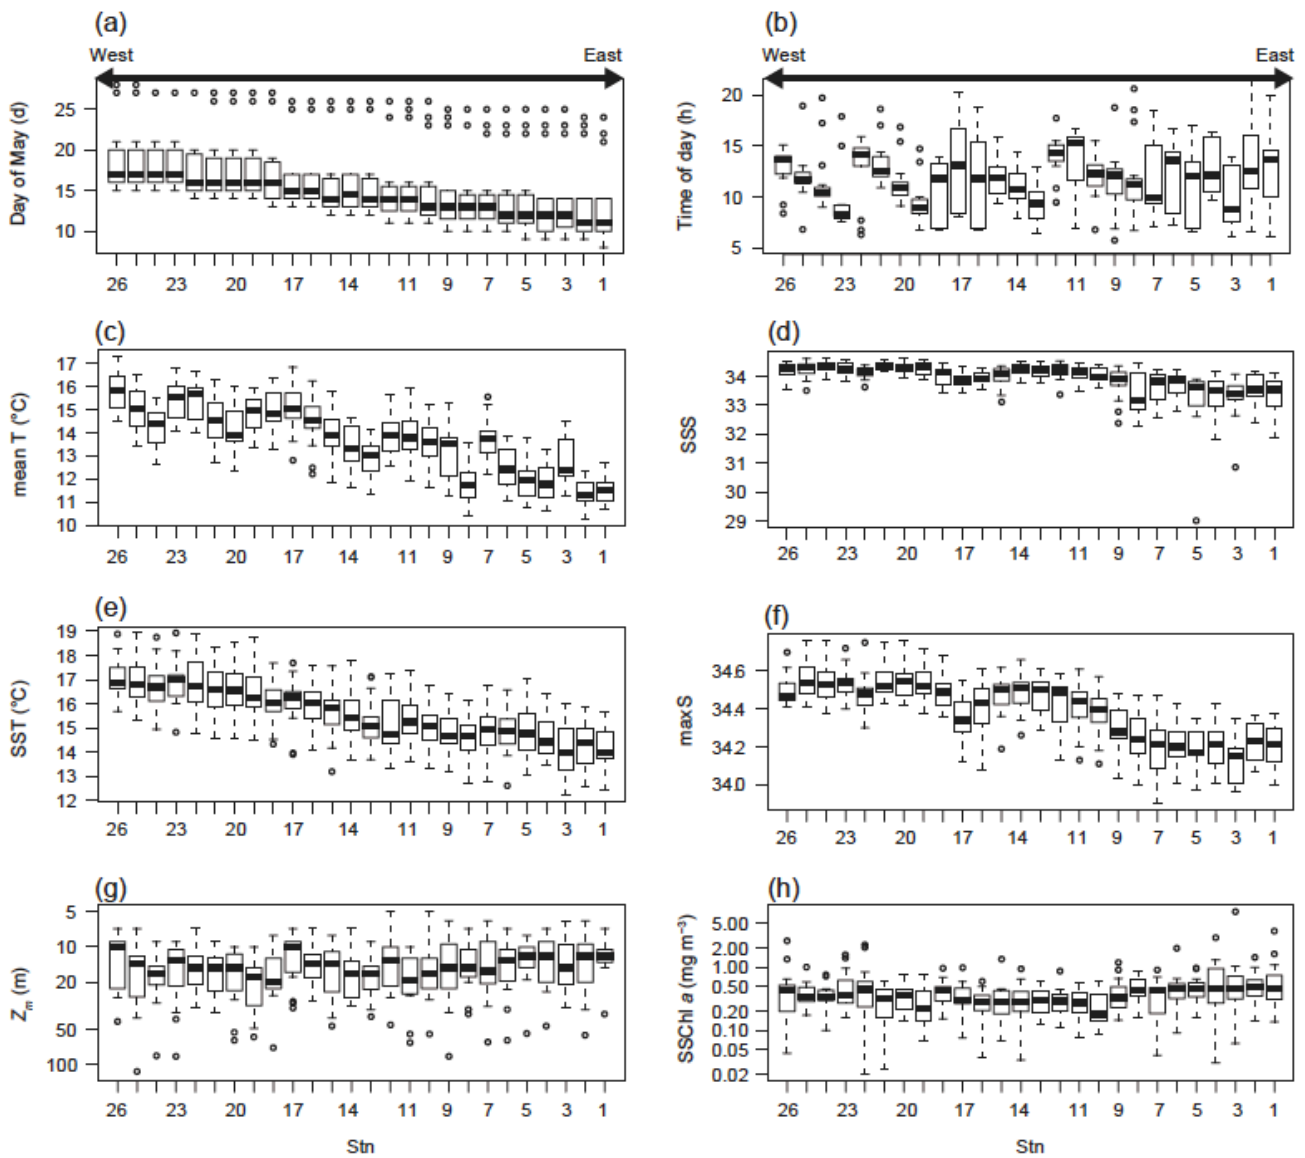 (a)
West East
Day of May (d)
25
20
15
10
26 23 20 17 14 11 9 7 5 3 1
(b)
West East
Time of day (h)
20
15
10
5
26 23 20 17 14 11 9 7 5 3 1
(c)
mean T (°C)
17
16
15
14
13
12
11
10
26 23 20 17 14 11 9 7 5 3 1
(d)
SSS
34
33
32
31
30
29
26 23 20 17 14 11 9 7 5 3 1
(e)
SST (°C)
19
18
17
16
15
14
13
12
26 23 20 17 14 11 9 7 5 3 1
(f)
maxS
346
344
342
340
26 23 20 17 14 11 9 7 5 3 1
(g)
Zm (m)
5
10
20
50
100
26 23 20 17 14 11 9 7 5 3 1
Stn
(h)
SSChl a (mg m⁻³)
5.00
2.00
1.00
0.50
0.20
0.10
0.05
0.02
26 23 20 17 14 11 9 7 5 3 1
Stn